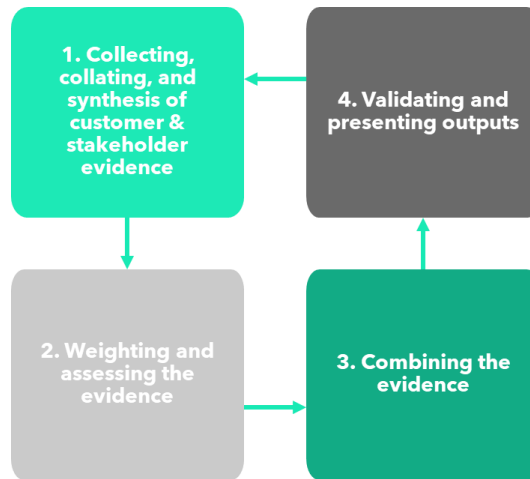 1. Collecting,
collating, and
synthesis of
customer &
stakeholder
evidence
2. Weighting and
assessing the
evidence
3. Combining the
evidence
4. Validating and
presenting outputs